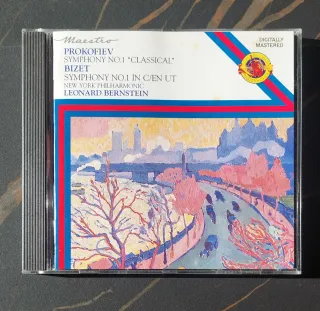 Maestro
DIGITALLY
MASTERED
PROKOFIEV
SYMPHONY NO.1 "CLASSICAL"
BIZET
SYMPHONY NO.1 IN C/EN UT
NEW YORK PHILHARMONIC
LEONARD BERNSTEIN